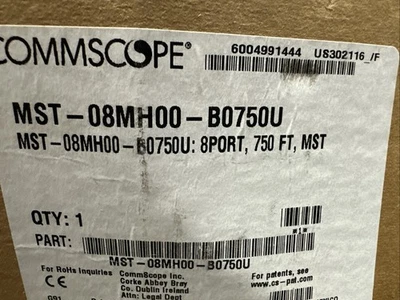 COMMSCOPE®
6004991444 US302116_/F
MST-08MH00-B0750U
MST-08MH00-B0750U: 8PORT, 750 FT, MST
QTY: 1
PART:
MST-08MH00-B0750U
For RoHs Inquiries
CommScope Inc.
Corke Abbey Bray
Co. Dublin Ireland
Attn: Legal Dept
For patents, see
www.cs-pat.com
CE